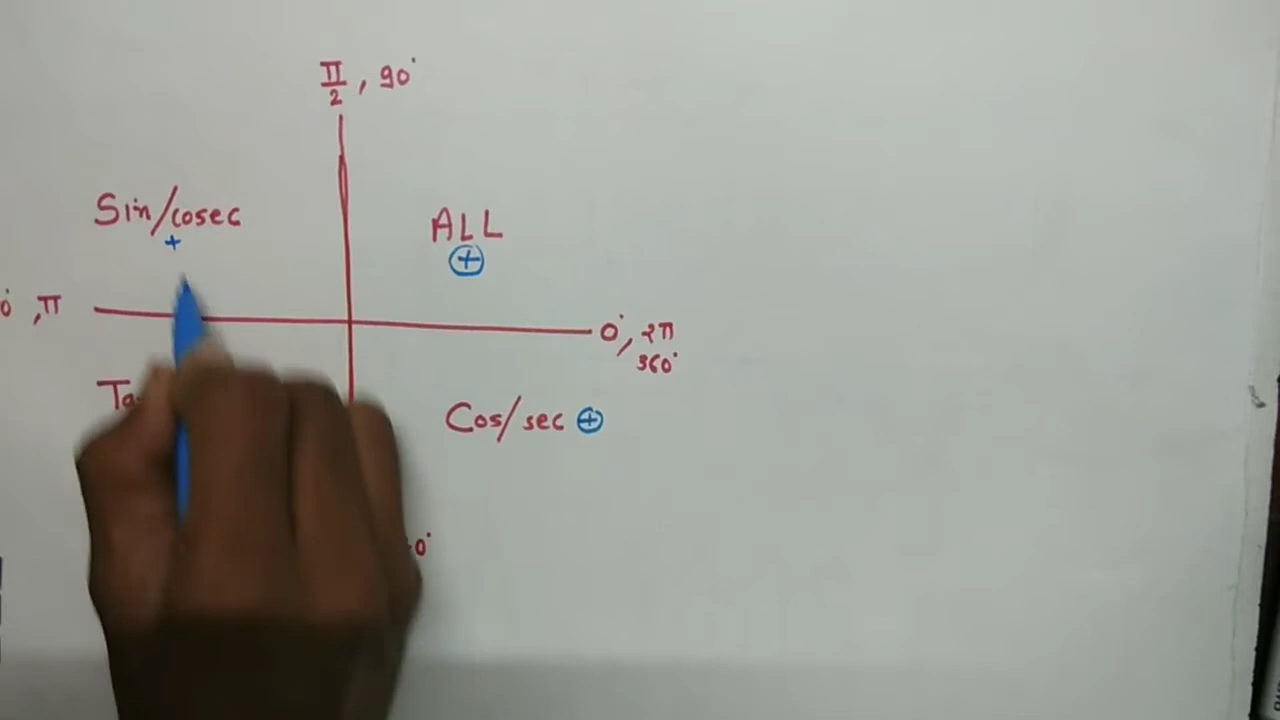 π/2, 90°
Sin/cosec
+
ALL
+
, π
0°, 2π
360°
Cos/sec +